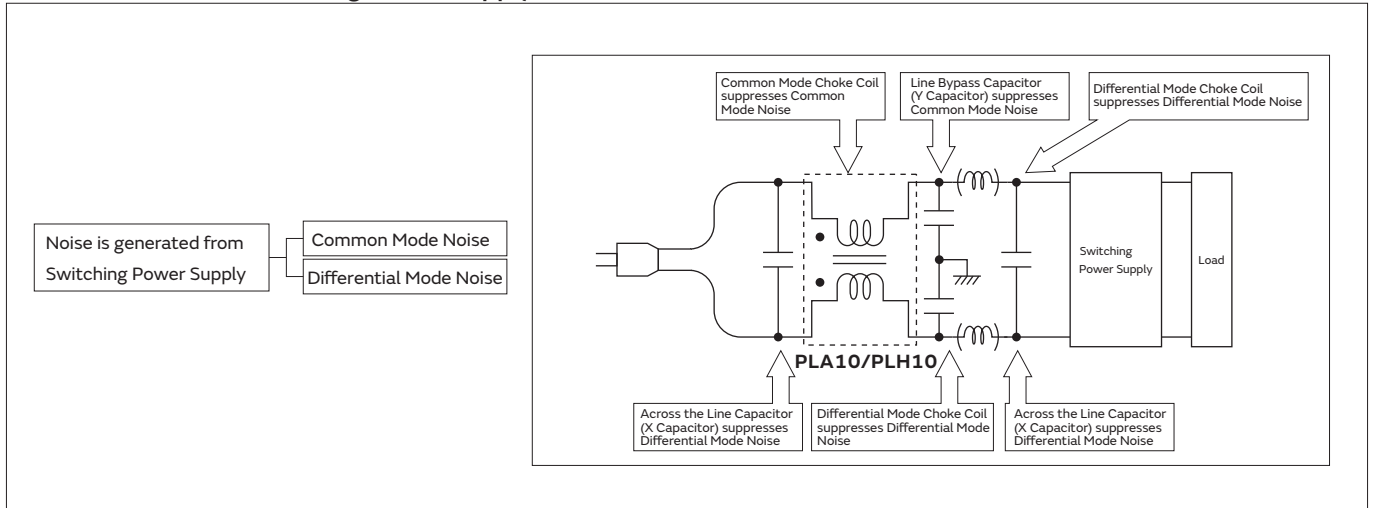 Noise is generated from
Switching Power Supply
Common Mode Noise
Differential Mode Noise
Common Mode Choke Coil
suppresses Common
Mode Noise
Line Bypass Capacitor
(Y Capacitor) suppresses
Common Mode Noise
Differential Mode Choke Coil
suppresses Differential Mode Noise
Switching
Power Supply
Load
PLA10/PLH10
Across the Line Capacitor
(X Capacitor) suppresses
Differential Mode Noise
Differential Mode Choke Coil
suppresses Differential Mode
Noise
Across the Line Capacitor
(X Capacitor) suppresses
Differential Mode Noise